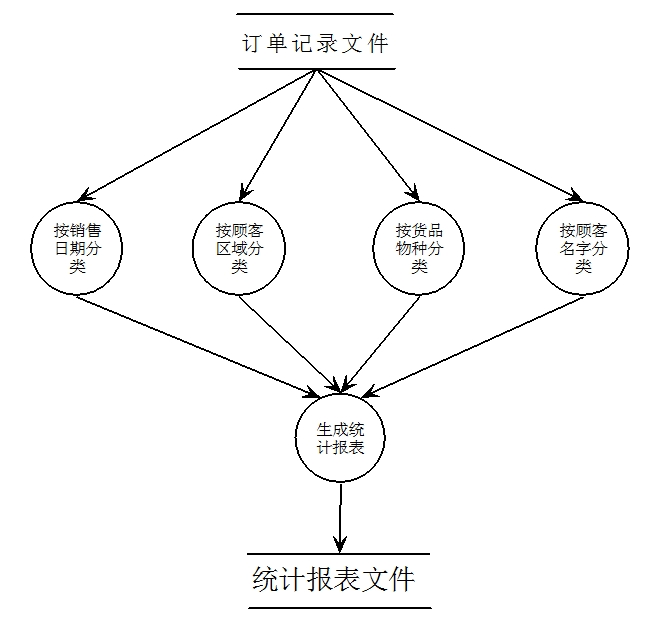 订单记录文件
按销售
日期分
类
按顾客
区域分
类
按货品
物种分
类
按顾客
名字分
类
生成统
计报表
统计报表文件